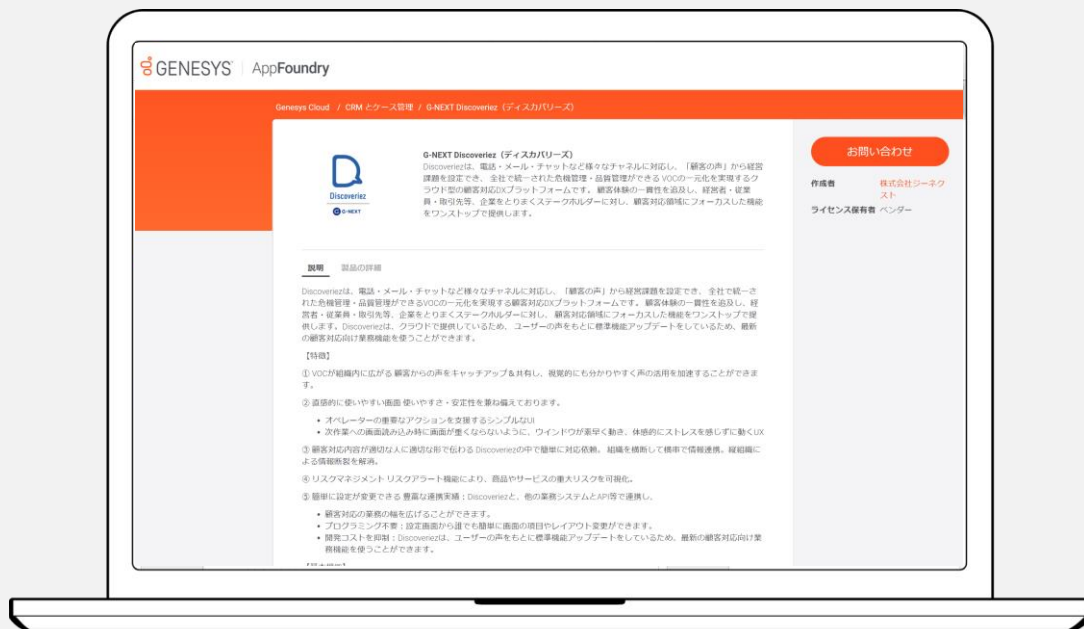 GENESYS AppFoundry
Genesys Cloud / CRM とケース管理 / G-NEXT Discoveriez（ディスカバリーズ）
Discoveriez
G-NEXT
G-NEXT Discoveriez（ディスカバリーズ）
Discoveriezは、電話・メール・チャットなど様々なチャネルに対応し、「顧客の声」から経営
課題を設定でき、 全社で統一された危機管理・品質管理ができる VOCの一元化を実現するク
ラウド型の顧客対応DXプラットフォームです。 顧客体験の一貫性を追及し、経営者・従業
員・取引先等、企業をとりまくステークホルダーに対し、顧客対応領域にフォーカスした機能
をワンストップで提供します。
お問い合わせ
作成者 株式会社ジーネク
スト
ライセンス保有者 ベンダー
説明 製品の詳細
Discoveriezは、電話・メール・チャットなど様々なチャネルに対応し、「顧客の声」から経営課題を設定でき、 全社で統一さ
れた危機管理・品質管理ができるVOCの一元化を実現する顧客対応DXプラットフォームです。 顧客体験の一貫性を追及し、経
営者・従業員・取引先等、企業をとりまくステークホルダーに対し、 顧客対応領域にフォーカスした機能をワンストップで提
供します。Discoveriezは、クラウドで提供しているため、 ユーザーの声をもとに標準機能アップデートをしているため、最新
の顧客対応向け業務機能を使うことができます。
【特徴】
① VOCが組織内に広がる 顧客からの声をキャッチアップ＆共有し、視覚的にも分かりやすく声の活用を加速することができま
す。
② 直感的に使いやすい画面 使いやすさ・安定性を兼ね備えております。
• オペレーターの重要なアクションを支援するシンプルなUI
• 次作業への画面読み込み時に画面が重くならないように、ウインドウが素早く動き、体感的にストレスを感じずに動くUX
③ 顧客対応内容が適切な人に適切な形で伝わる Discoveriezの中で簡単に対応依頼。 組織を横断して横串で情報連携。縦組織に
よる情報断裂を解消。
④ リスクマネジメント リスクアラート機能により、商品やサービスの重大リスクを可視化。
⑤ 簡単に設定が変更できる 豊富な連携実績：Discoveriezと、他の業務システムとAPI等で連携し、
• 顧客対応の業務の幅を広げることができます。
• プログラミング不要：設定画面から誰でも簡単に画面の項目やレイアウト変更ができます。
• 開発コストを抑制：Discoveriezは、ユーザーの声をもとに標準機能アップデートをしているため、最新の顧客対応向け業
務機能を使うことができます。